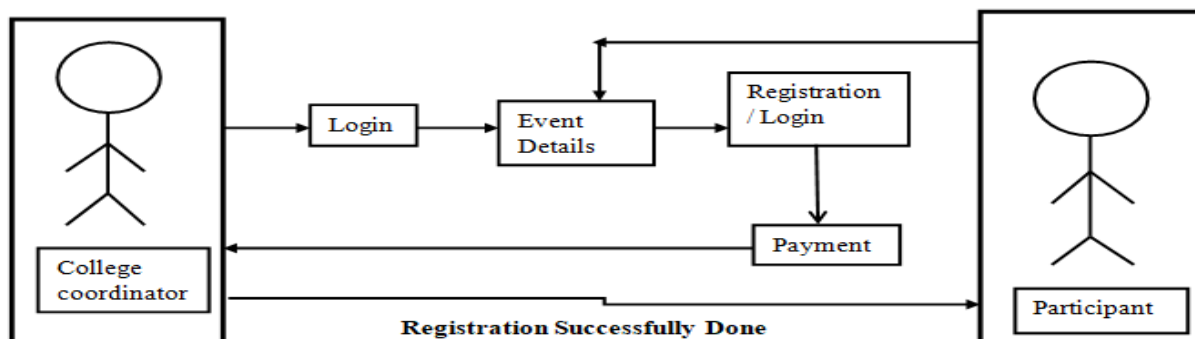 Login
Event
Details
Registration
/ Login
Payment
College
coordinator
Participant
Registration Successfully Done